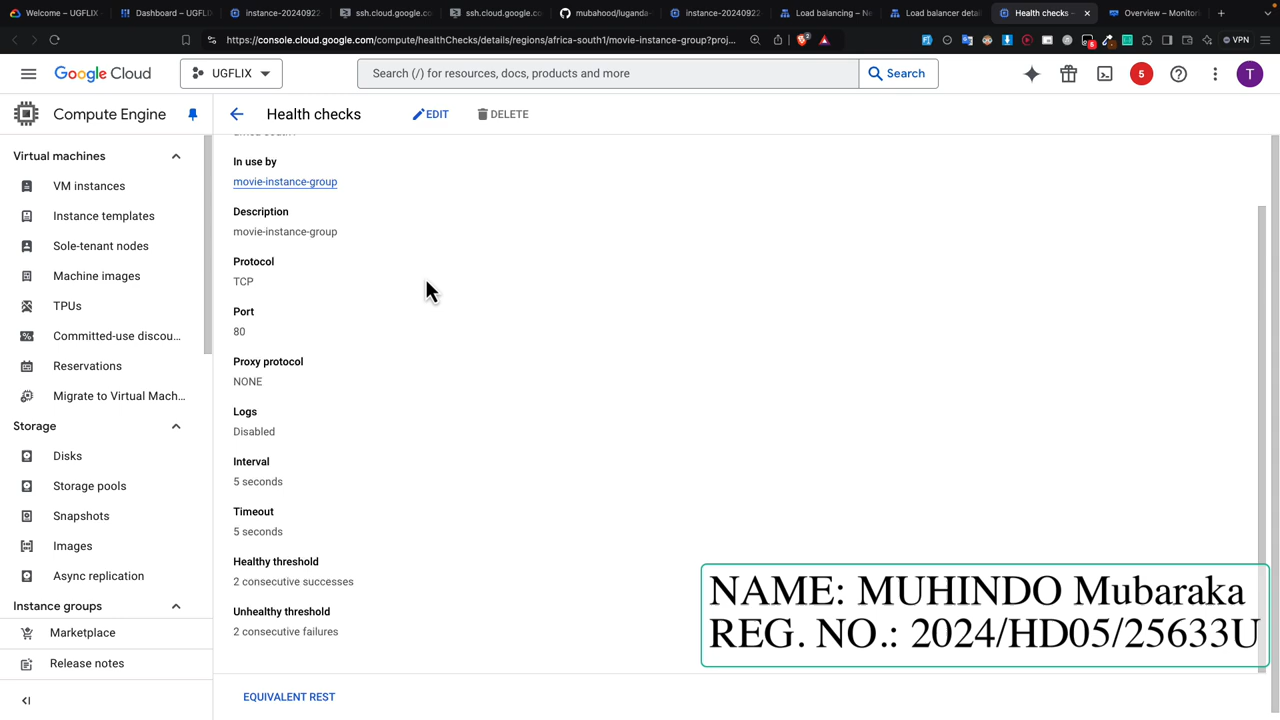 Welcome – UGFLIX –
Dashboard – UGFLI
instance-20240922
ssh.cloud.google.co
ssh.cloud.google.co
mubahood/luganda-
instance-20240922
Load balancing – Ne
Load balancer detai
Health checks –
Overview – Monitori
https://console.cloud.google.com/compute/healthChecks/details/regions/africa-south1/movie-instance-group?proj...
VPN
Google Cloud
UGFLIX
Search (/) for resources, docs, products and more
Search
5
T
Compute Engine
Health checks
EDIT
DELETE
Virtual machines
VM instances
Instance templates
Sole-tenant nodes
Machine images
TPUs
Committed-use discou...
Reservations
Migrate to Virtual Mach...
Storage
Disks
Storage pools
Snapshots
Images
Async replication
Instance groups
Marketplace
Release notes
In use by
movie-instance-group
Description
movie-instance-group
Protocol
TCP
Port
80
Proxy protocol
NONE
Logs
Disabled
Interval
5 seconds
Timeout
5 seconds
Healthy threshold
2 consecutive successes
Unhealthy threshold
2 consecutive failures
EQUIVALENT REST
NAME: MUHINDO Mubaraka
REG. NO.: 2024/HD05/25633U